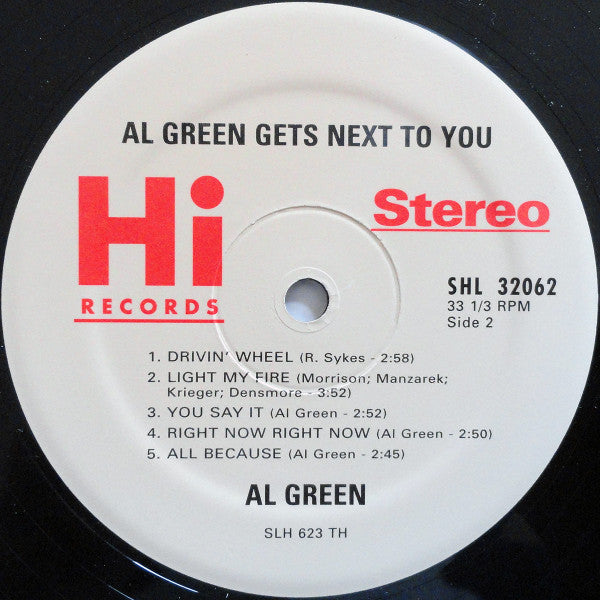 AL GREEN GETS NEXT TO YOU
Hi
RECORDS
Stereo
SHL 32062
33 1/3 RPM
Side 2
1. DRIVIN' WHEEL (R. Sykes - 2:58)
2. LIGHT MY FIRE (Morrison; Manzarek;
Krieger; Densmore - 3:52)
3. YOU SAY IT (Al Green - 2:52)
4. RIGHT NOW RIGHT NOW (Al Green - 2:50)
5. ALL BECAUSE (Al Green - 2:45)
AL GREEN
SLH 623 TH